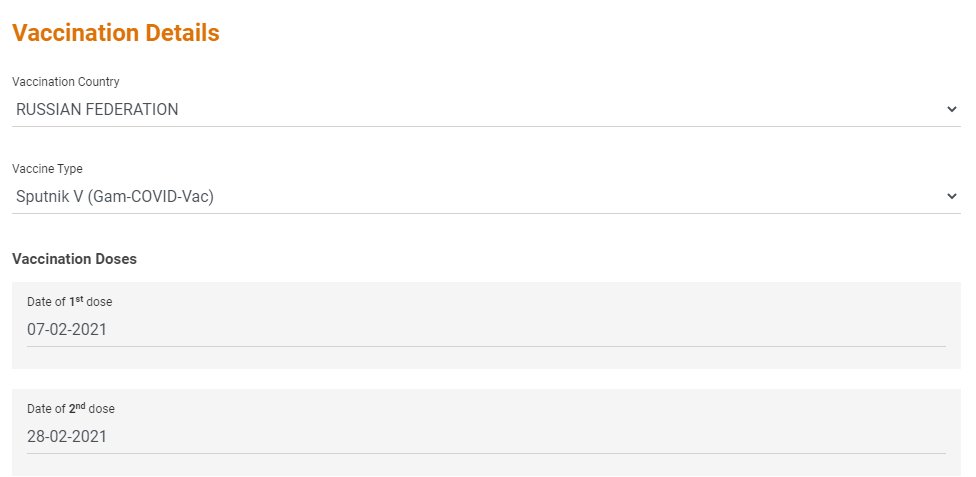 Vaccination Details
Vaccination Country
RUSSIAN FEDERATION
Vaccine Type
Sputnik V (Gam-COVID-Vac)
Vaccination Doses
Date of 1st dose
07-02-2021
Date of 2nd dose
28-02-2021